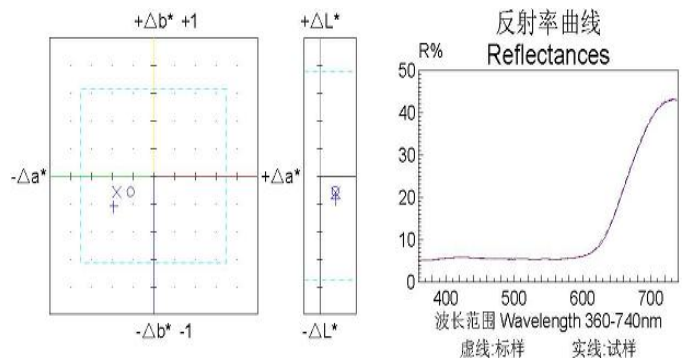 +Δb* +1
+ΔL*
-Δa*
+Δa*
-Δb* -1
-ΔL*
反射率曲线
R% Reflectances
50
40
30
20
10
0
400 500 600 700
波长范围 Wavelength 360-740nm
虚线:标样 实线:试样